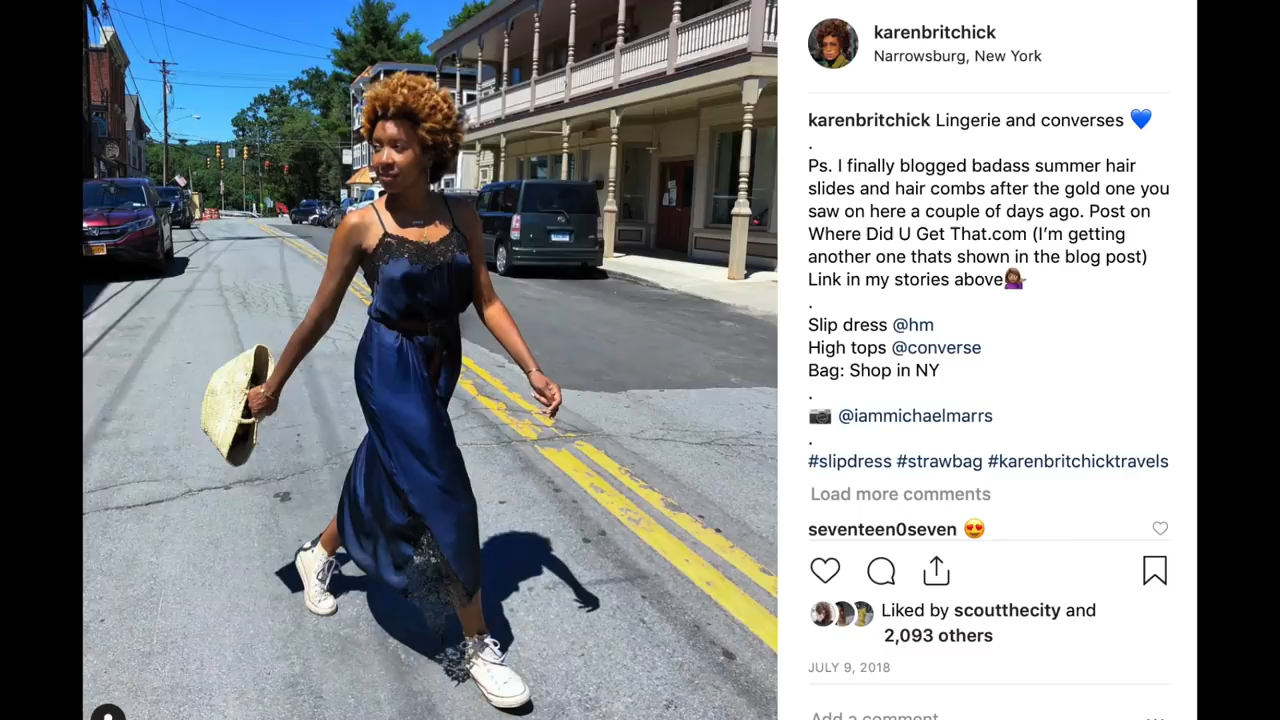 karenbritchick
Narrowsburg, New York
karenbritchick Lingerie and converses 💙
.
Ps. I finally blogged badass summer hair
slides and hair combs after the gold one you
saw on here a couple of days ago. Post on
Where Did U Get That.com (I’m getting
another one thats shown in the blog post)
Link in my stories above💁🏾‍♀️
.
Slip dress @hm
High tops @converse
Bag: Shop in NY
.
📷 @iammichaelmarrs
.
#slipdress #strawbag #karenbritchicktravels
Load more comments
seventeen0seven 😍
Liked by scoutthecity and
2,093 others
JULY 9, 2018
Add a comment...